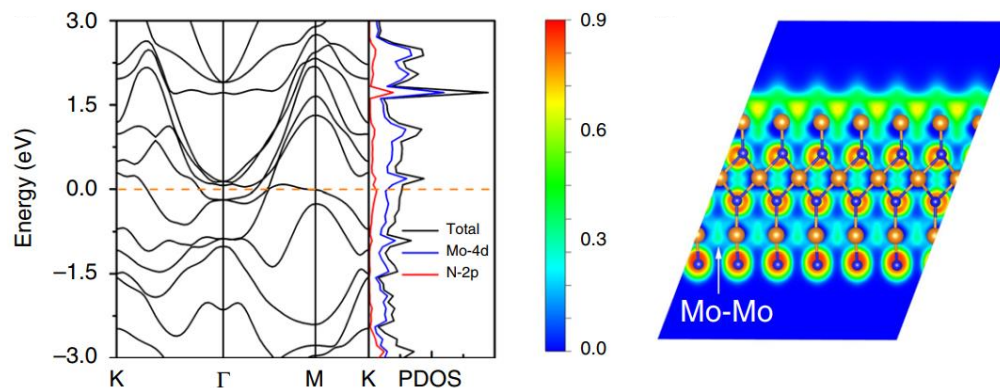 3.0
1.5
0.0
−1.5
−3.0
Energy (eV)
K
Γ
M
K
PDOS
Total
Mo-4d
N-2p
0.9
0.6
0.3
0.0
Mo-Mo